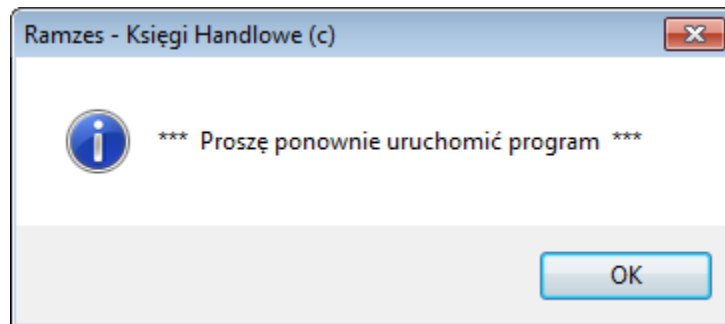 Ramzes - Księgi Handlowe (c)
*** Proszę ponownie uruchomić program ***
OK